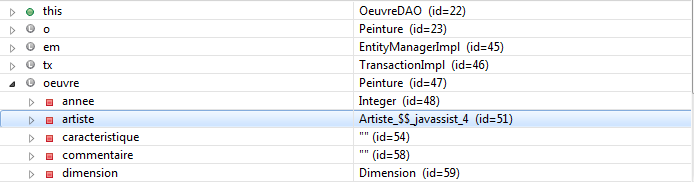 this OeuvreDAO (id=22)
o Peinture (id=23)
em EntityManagerImpl (id=45)
tx TransactionImpl (id=46)
oeuvre Peinture (id=47)
annee Integer (id=48)
artiste Artiste_$$_javassist_4 (id=51)
caracteristique "" (id=54)
commentaire "" (id=58)
dimension Dimension (id=59)